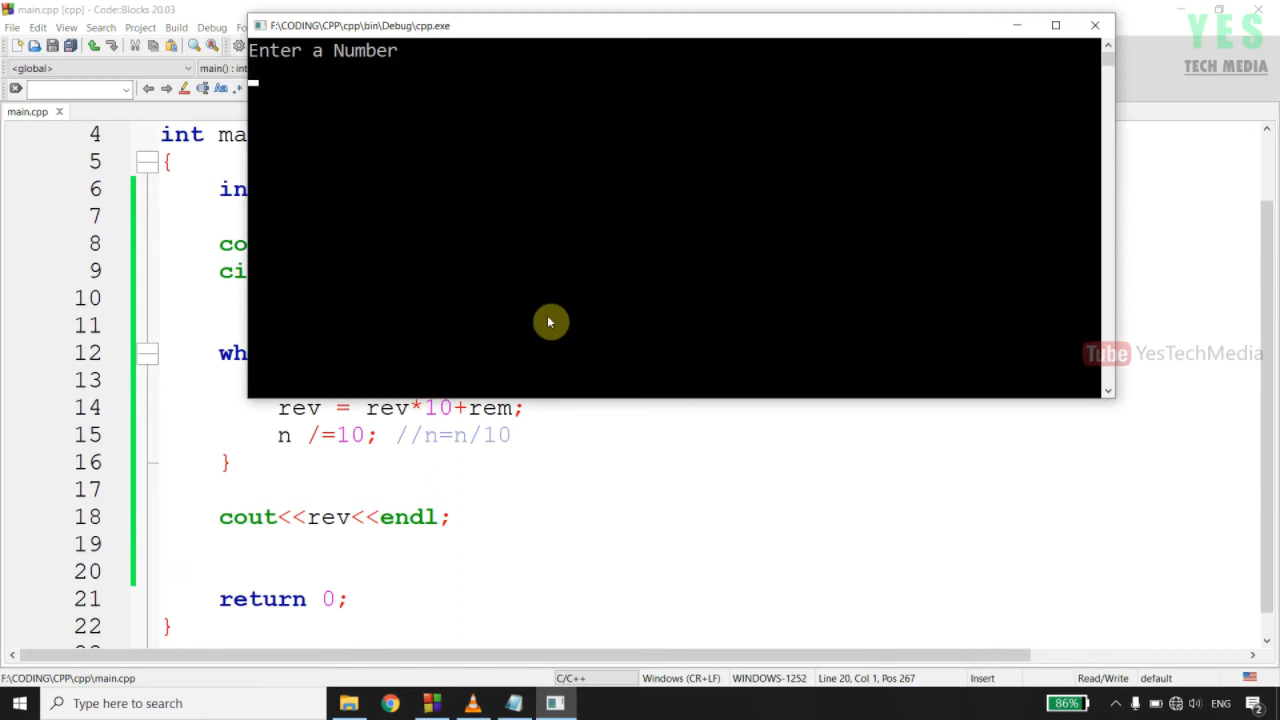 main.cpp [cpp] - Code::Blocks 20.03
File Edit View Search Project Build Debug Fo
<global> main() : int
main.cpp
F:\CODING\CPP\cpp\bin\Debug\cpp.exe
Enter a Number
YES
TECH MEDIA
Tube YesTechMedia
4 int ma
5 {
6 in
7
8 co
9 ci
10
11
12 wh
13
14 rev = rev*10+rem;
15 n /=10; //n=n/10
16 }
17
18 cout<<rev<<endl;
19
20
21 return 0;
22 }
F:\CODING\CPP\cpp\main.cpp C/C++ Windows (CR+LF) WINDOWS-1252 Line 20, Col 1, Pos 267 Insert Read/Write default
Type here to search 86% ENG 2